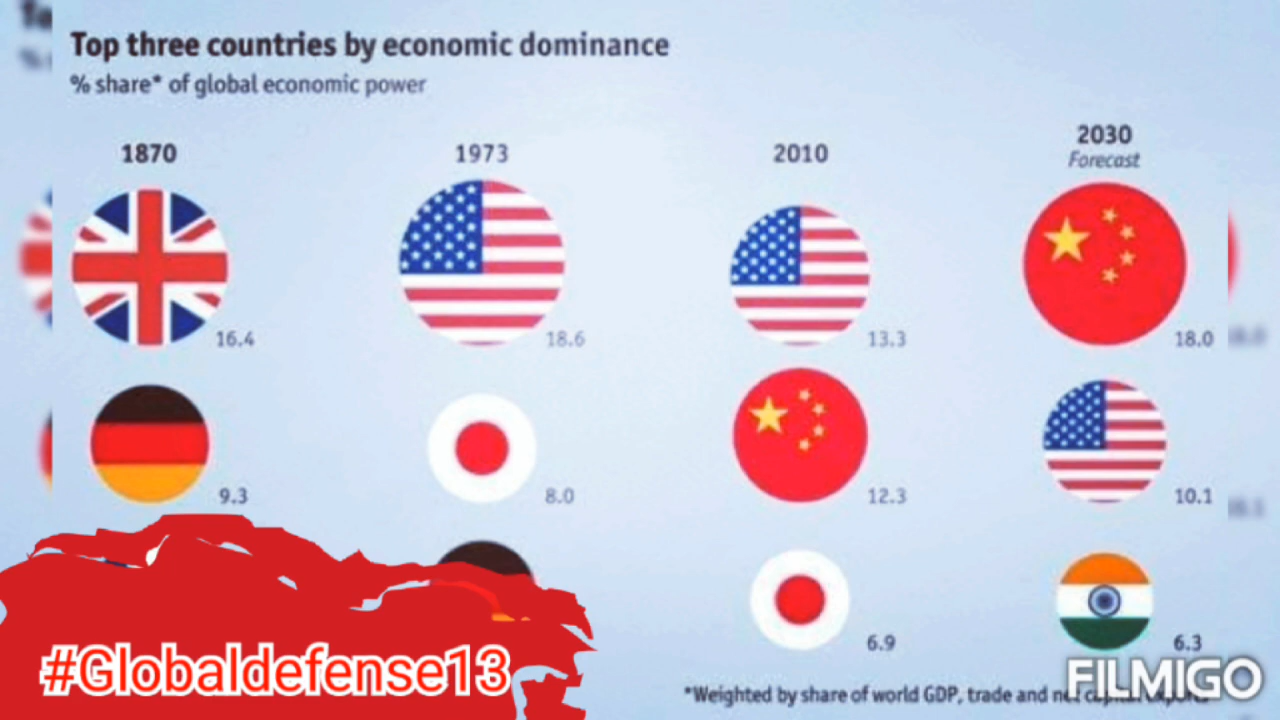 Top three countries by economic dominance
% share* of global economic power
1870
1973
2010
2030
Forecast
16.4
18.6
13.3
18.0
9.3
8.0
12.3
10.1
6.9
6.3
#Globaldefense13
FILMIGO
*Weighted by share of world GDP, trade and net capital exports